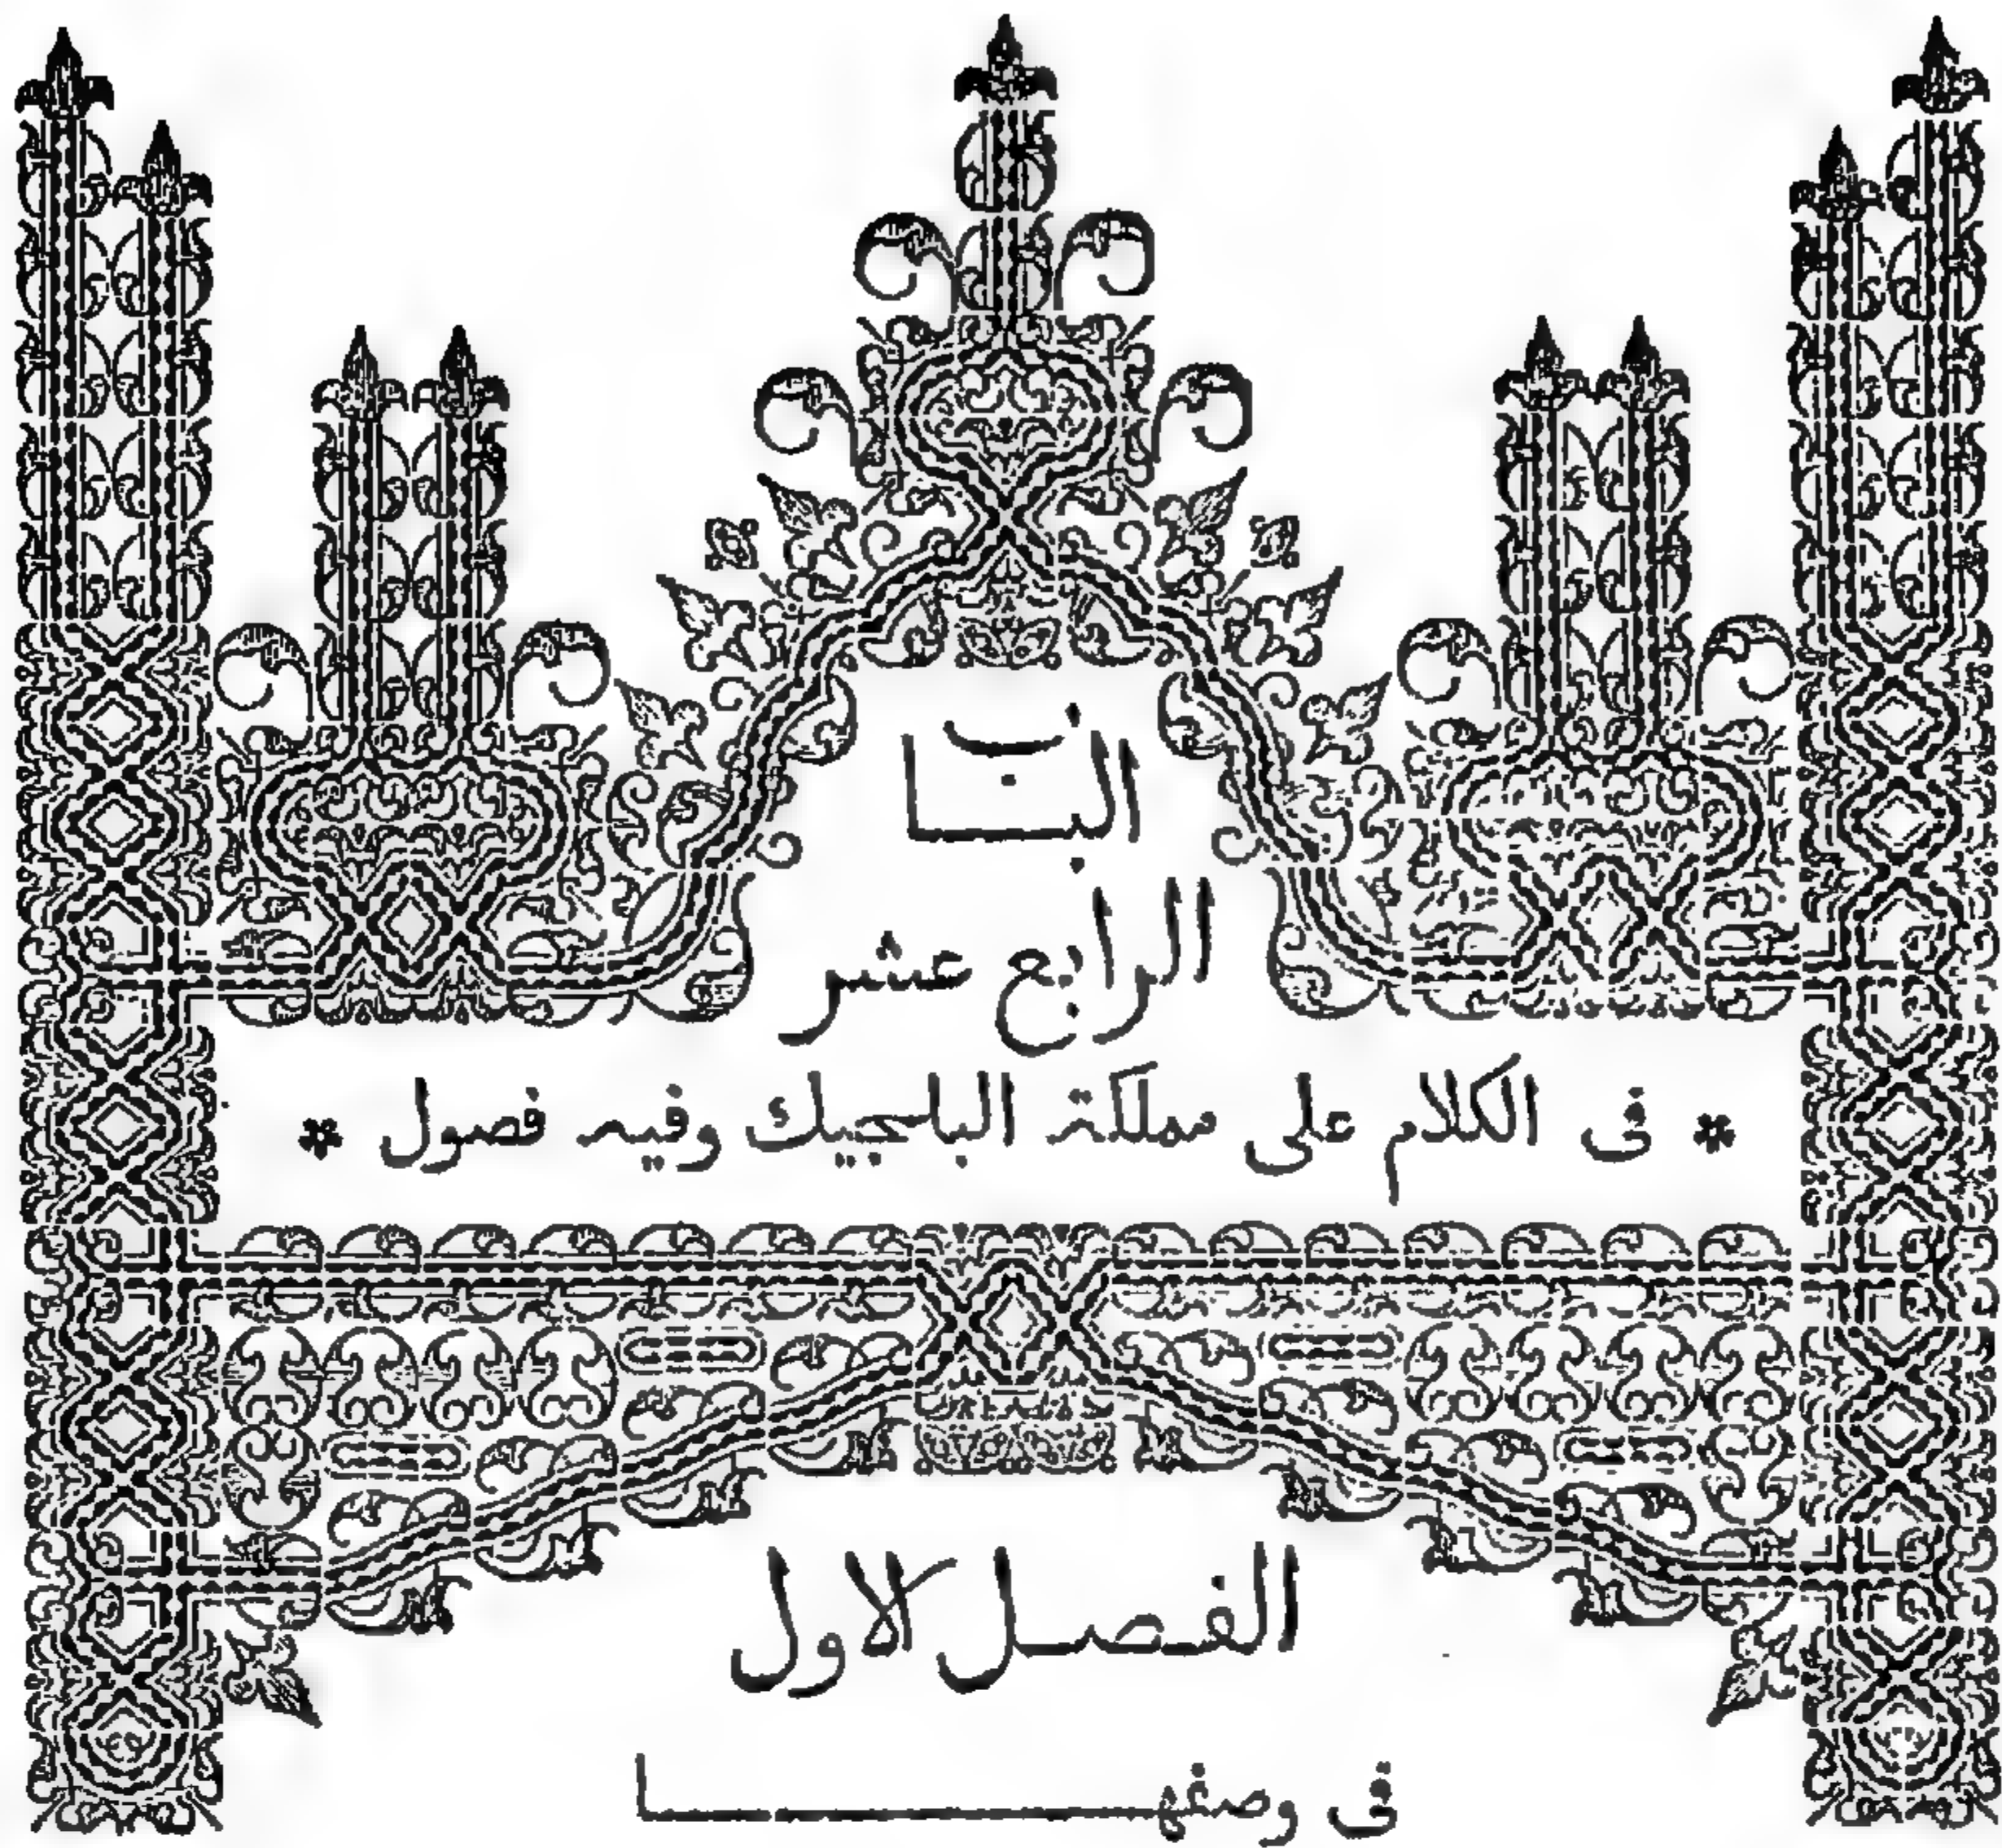 الباب
الرابع عشر
* فى الكلام على مملكة البلجيك وفيه فصول *
الفصل الاول
فى وصفها